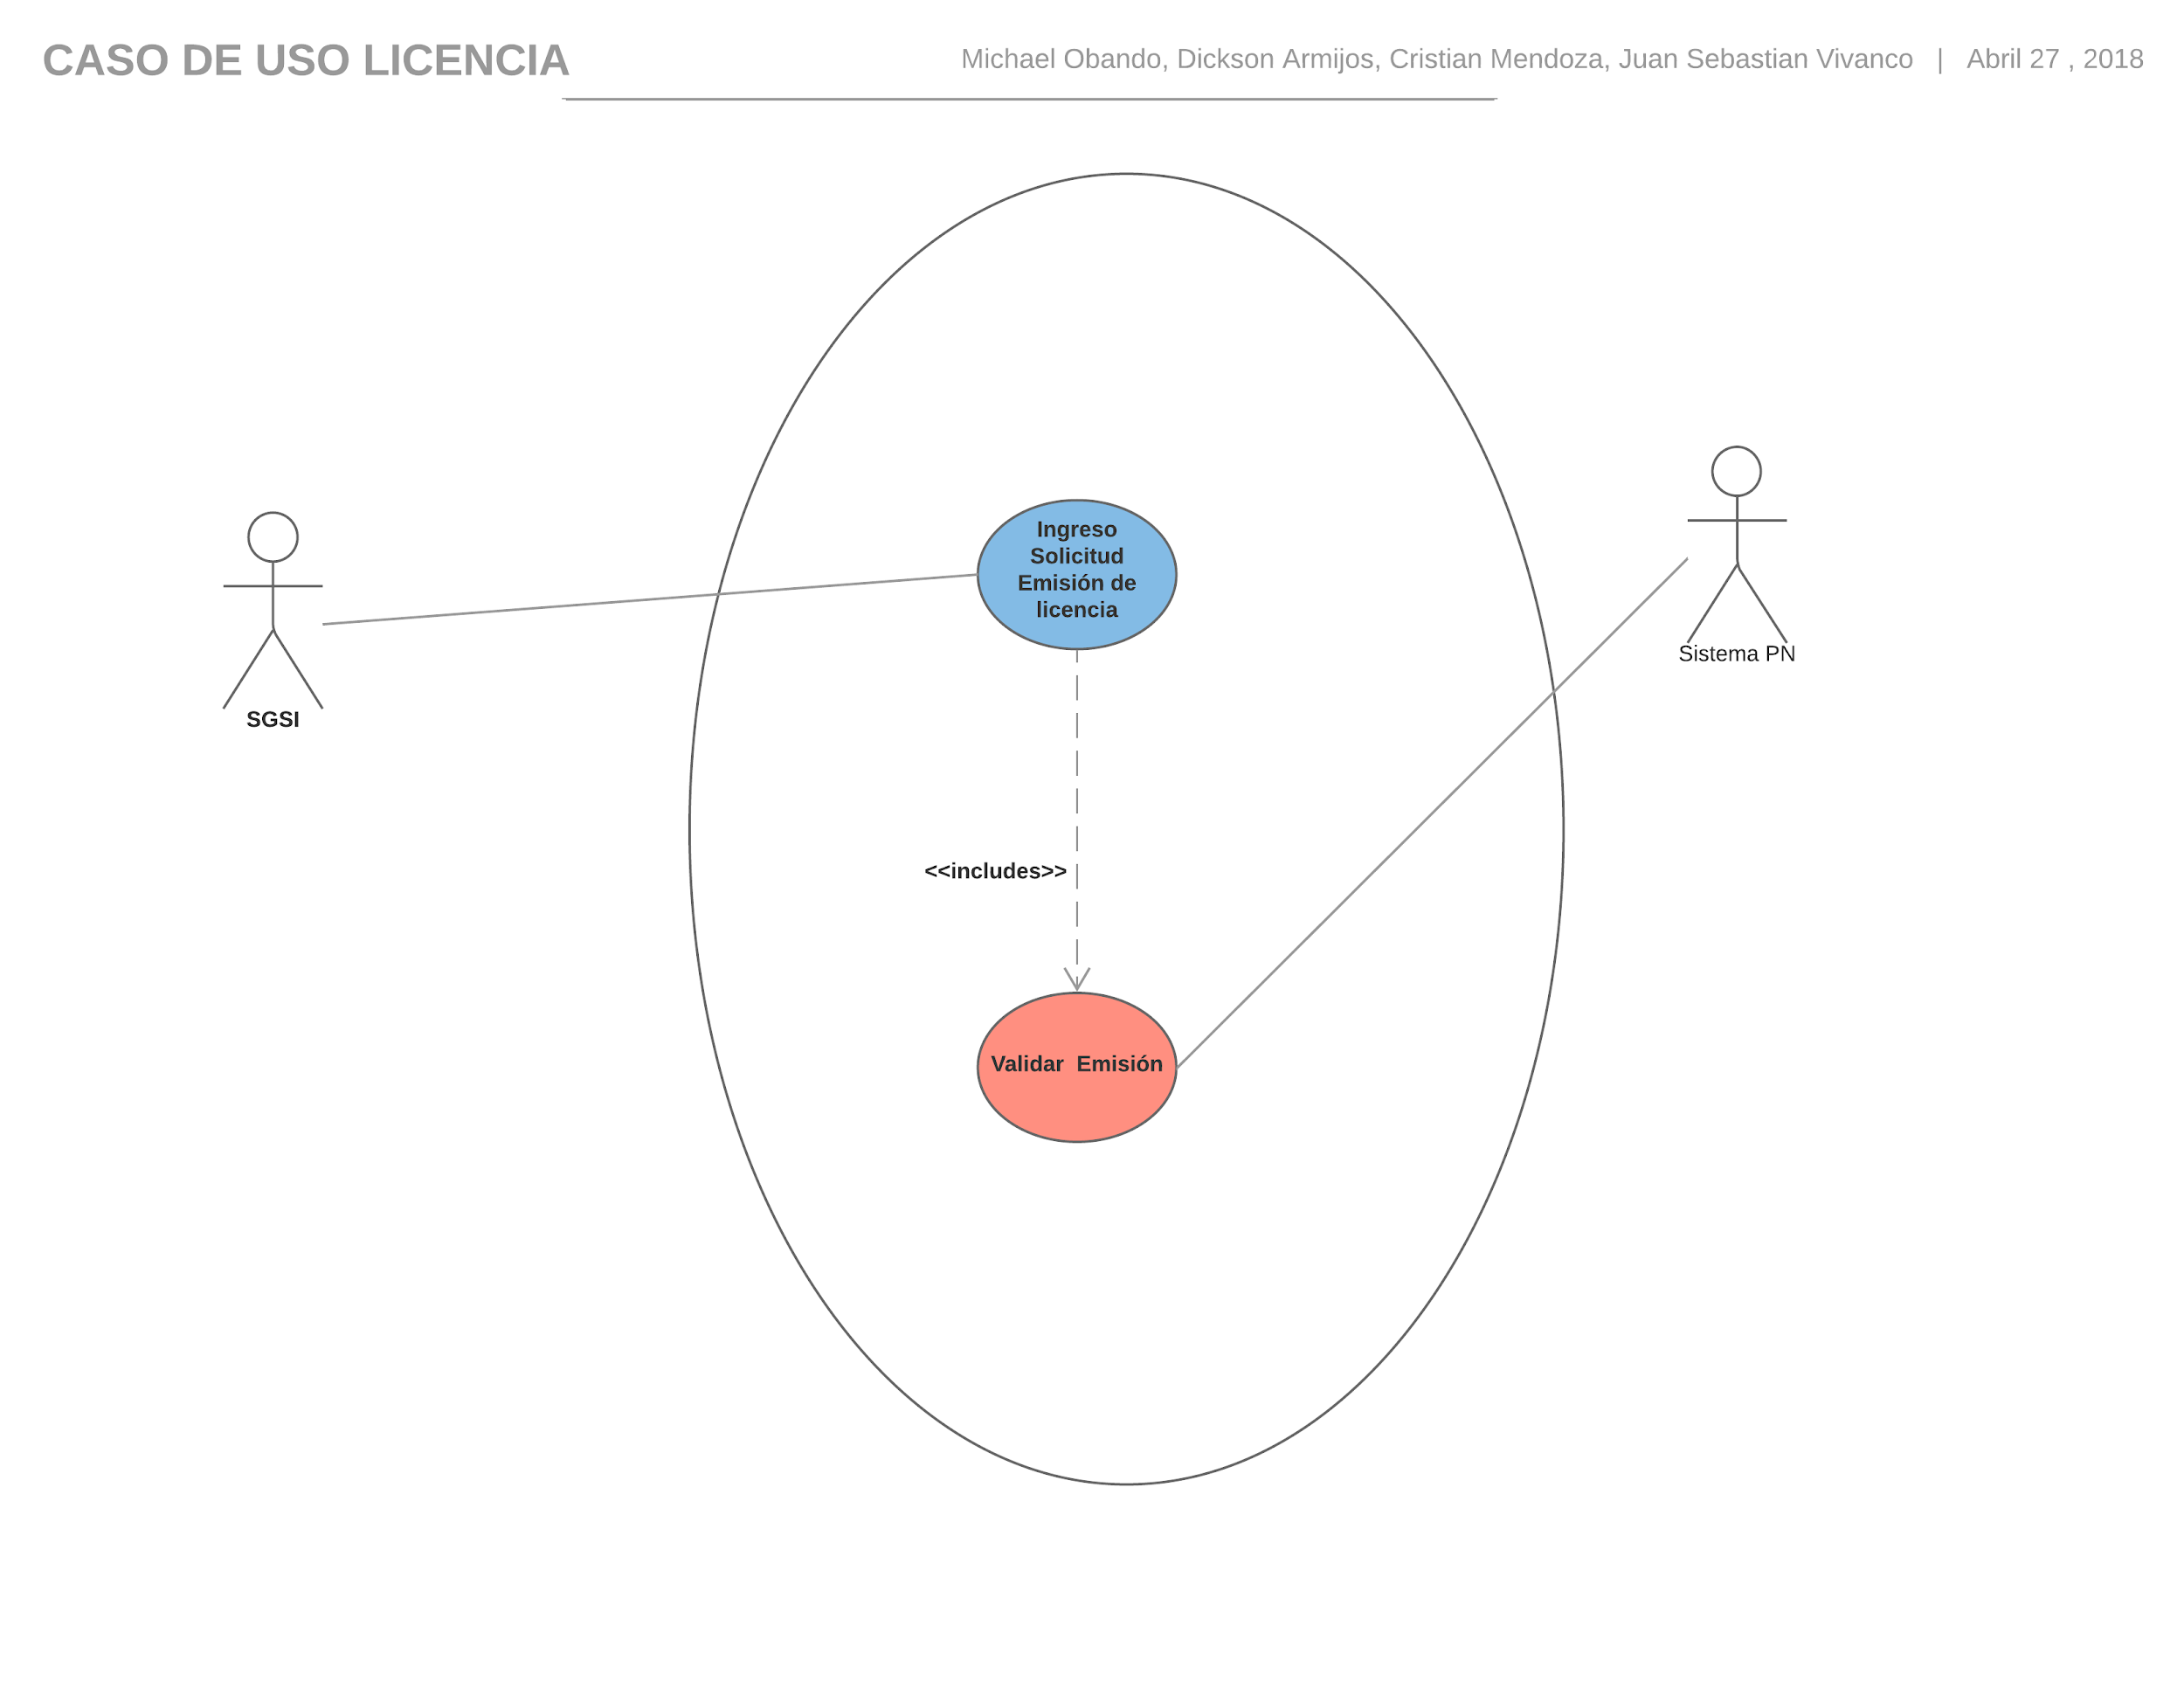 CASO DE USO LICENCIA
Michael Obando, Dickson Armijos, Cristian Mendoza, Juan Sebastian Vivanco | Abril 27 , 2018
Ingreso
Solicitud
Emisión de
licencia
Sistema PN
SGSI
<<includes>>
Validar Emisión